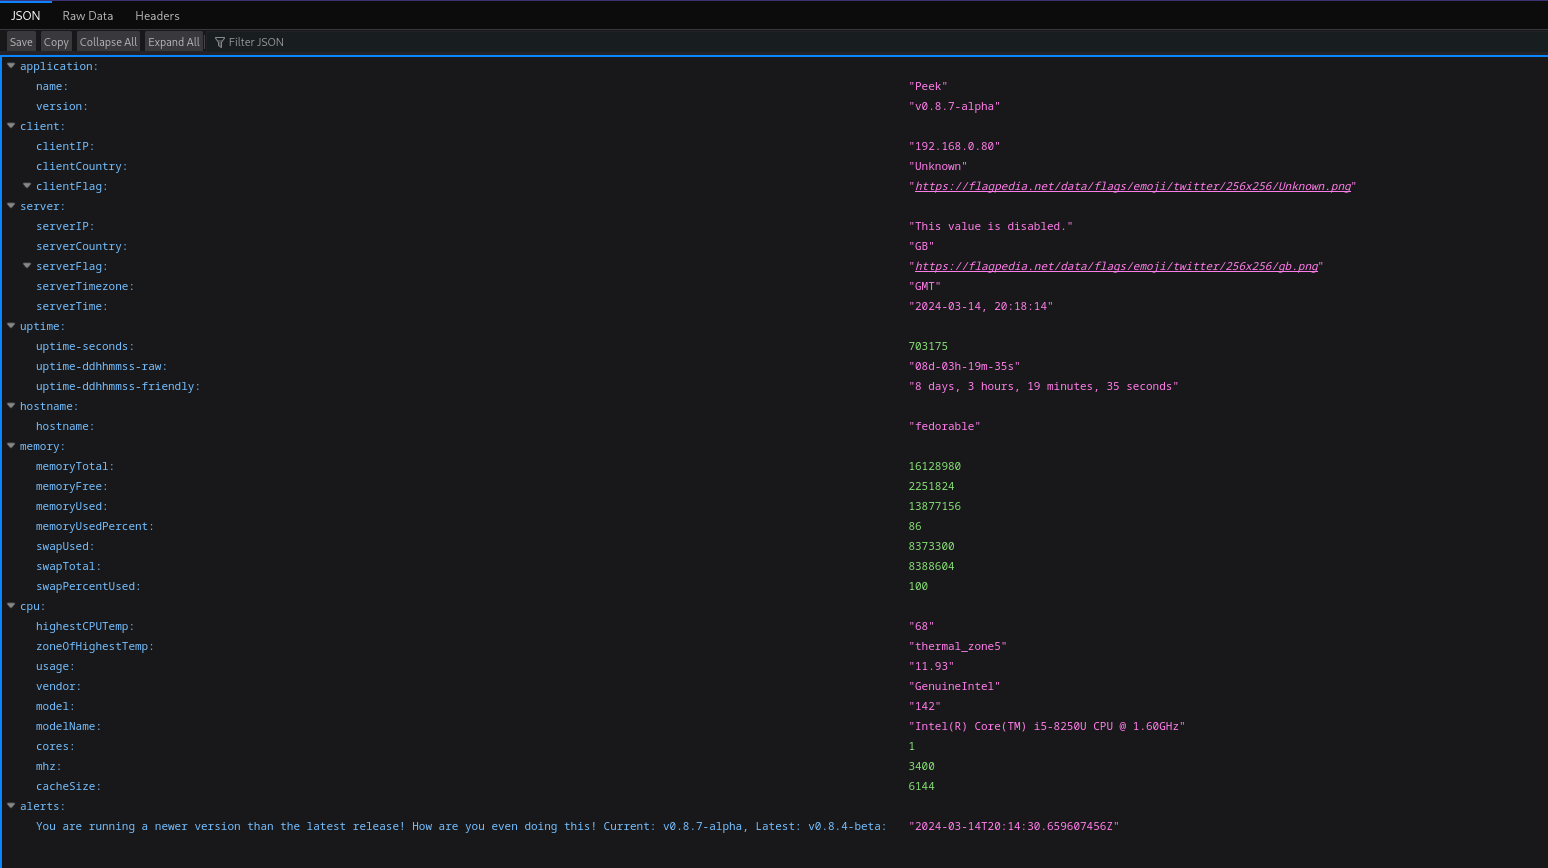 JSON Raw Data Headers
Save Copy Collapse All Expand All Filter JSON
application:
name: "Peek"
version: "v0.8.7-alpha"
client:
clientIP: "192.168.0.80"
clientCountry: "Unknown"
clientFlag: "https://flagpedia.net/data/flags/emoji/twitter/256x256/Unknown.png"
server:
serverIP: "This value is disabled."
serverCountry: "GB"
serverFlag: "https://flagpedia.net/data/flags/emoji/twitter/256x256/gb.png"
serverTimezone: "GMT"
serverTime: "2024-03-14, 20:18:14"
uptime:
uptime-seconds: 703175
uptime-ddhhmmss-raw: "08d-03h-19m-35s"
uptime-ddhhmmss-friendly: "8 days, 3 hours, 19 minutes, 35 seconds"
hostname:
hostname: "fedorable"
memory:
memoryTotal: 16128980
memoryFree: 2251824
memoryUsed: 13877156
memoryUsedPercent: 86
swapUsed: 8373300
swapTotal: 8388604
swapPercentUsed: 100
cpu:
highestCPUTemp: "68"
zoneOfHighestTemp: "thermal_zone5"
usage: "11.93"
vendor: "GenuineIntel"
model: "142"
modelName: "Intel(R) Core(TM) i5-8250U CPU @ 1.60GHz"
cores: 1
mhz: 3400
cacheSize: 6144
alerts:
You are running a newer version than the latest release! How are you even doing this! Current: v0.8.7-alpha, Latest: v0.8.4-beta: "2024-03-14T20:14:30.659607456Z"